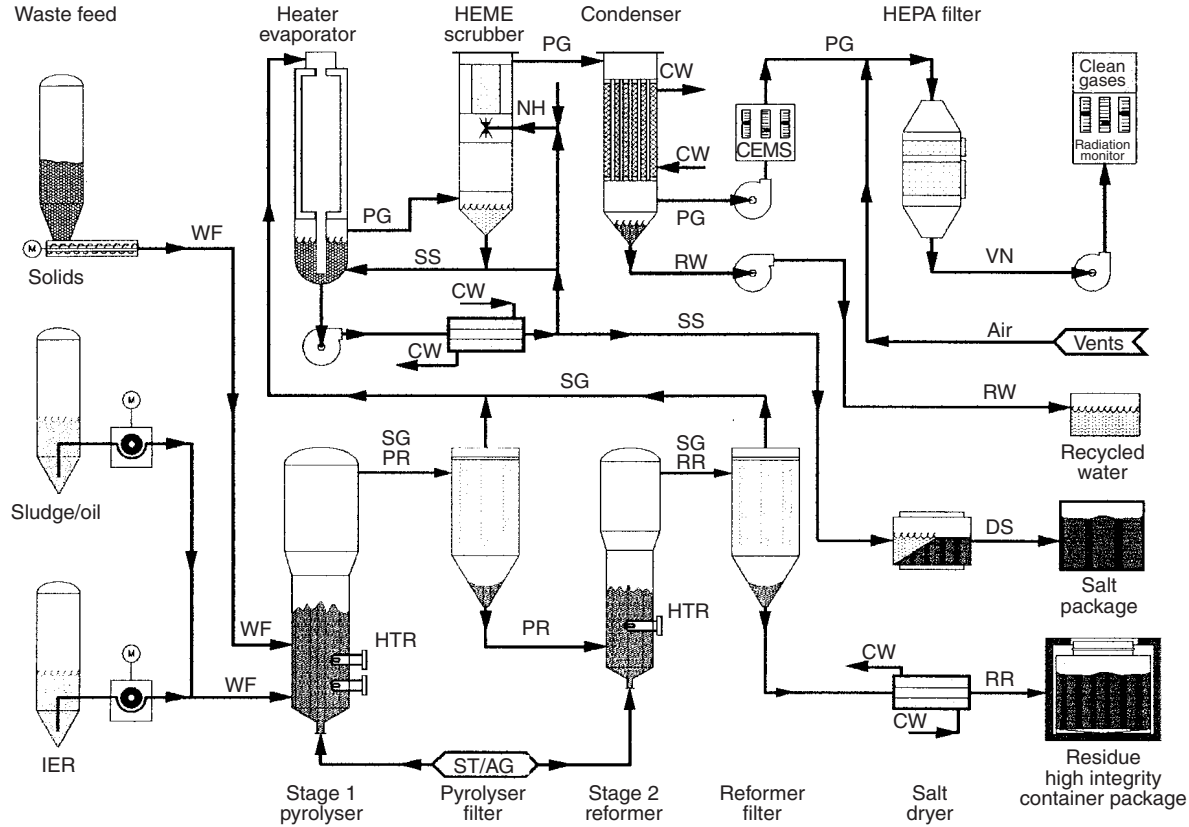 Waste feed
Heater
evaporator
HEME
scrubber
Condenser
HEPA filter
PG
PG
CW
Clean
gases
NH
CEMS
Radiation
monitor
CW
PG
PG
WF
M
Solids
SS
RW
VN
CW
SS
Air
Vents
CW
SG
RW
M
SG
PR
SG
RR
Recycled
water
Sludge/oil
DS
Salt
package
HTR
WF
HTR
PR
M
CW
WF
RR
CW
IER
ST/AG
Residue
high integrity
container package
Stage 1
pyrolyser
Pyrolyser
filter
Stage 2
reformer
Reformer
filter
Salt
dryer